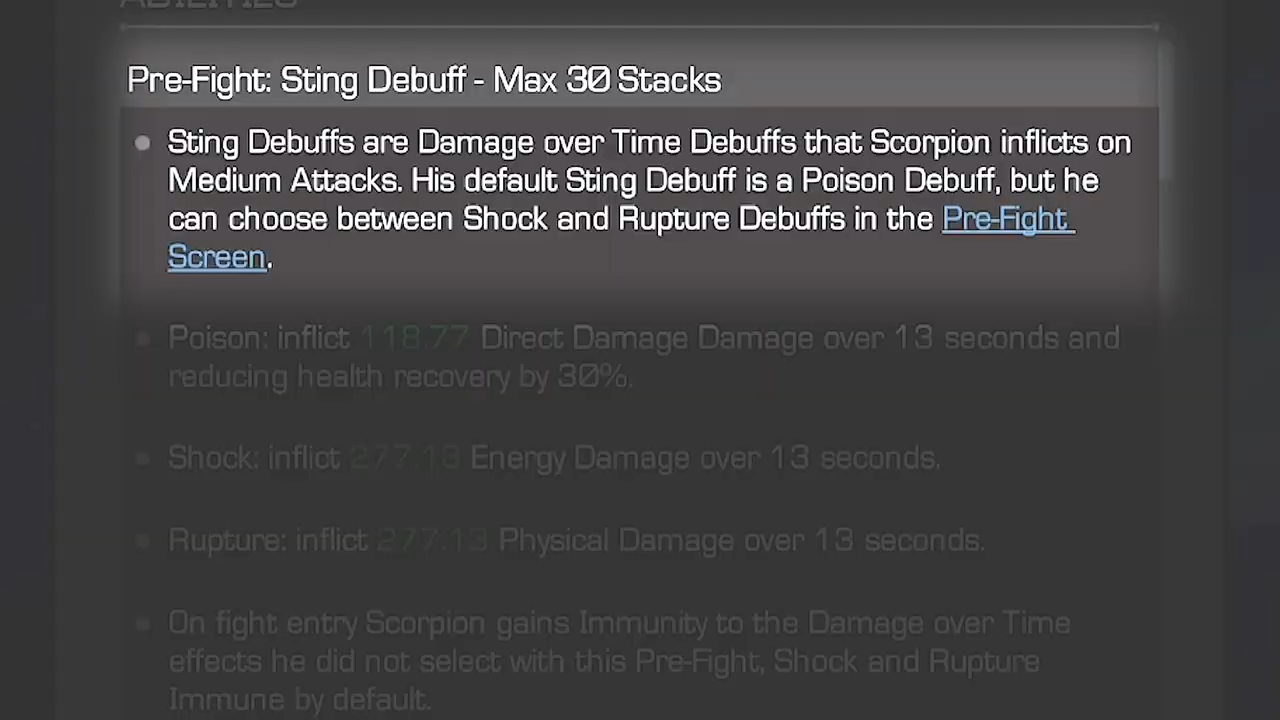 ABILITIES
Pre-Fight: Sting Debuff - Max 30 Stacks
Sting Debuffs are Damage over Time Debuffs that Scorpion inflicts on
Medium Attacks. His default Sting Debuff is a Poison Debuff, but he
can choose between Shock and Rupture Debuffs in the Pre-Fight
Screen.
Poison: inflict 118.77 Direct Damage Damage over 13 seconds and
reducing health recovery by 30%.
Shock: inflict 277.13 Energy Damage over 13 seconds.
Rupture: inflict 277.13 Physical Damage over 13 seconds.
On fight entry Scorpion gains Immunity to the Damage over Time
effects he did not select with this Pre-Fight, Shock and Rupture
Immune by default.